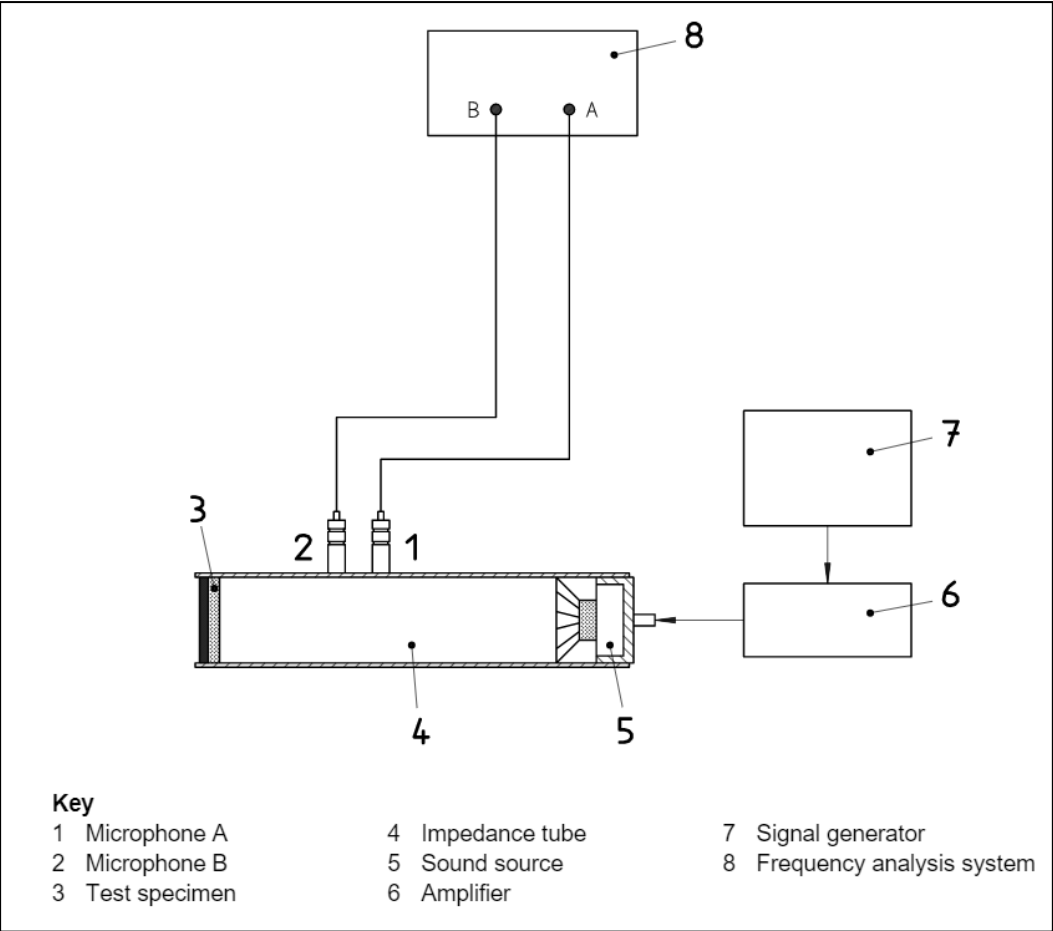 8
B A
7
3
2 1
6
4 5
Key
1 Microphone A 4 Impedance tube 7 Signal generator
2 Microphone B 5 Sound source 8 Frequency analysis system
3 Test specimen 6 Amplifier